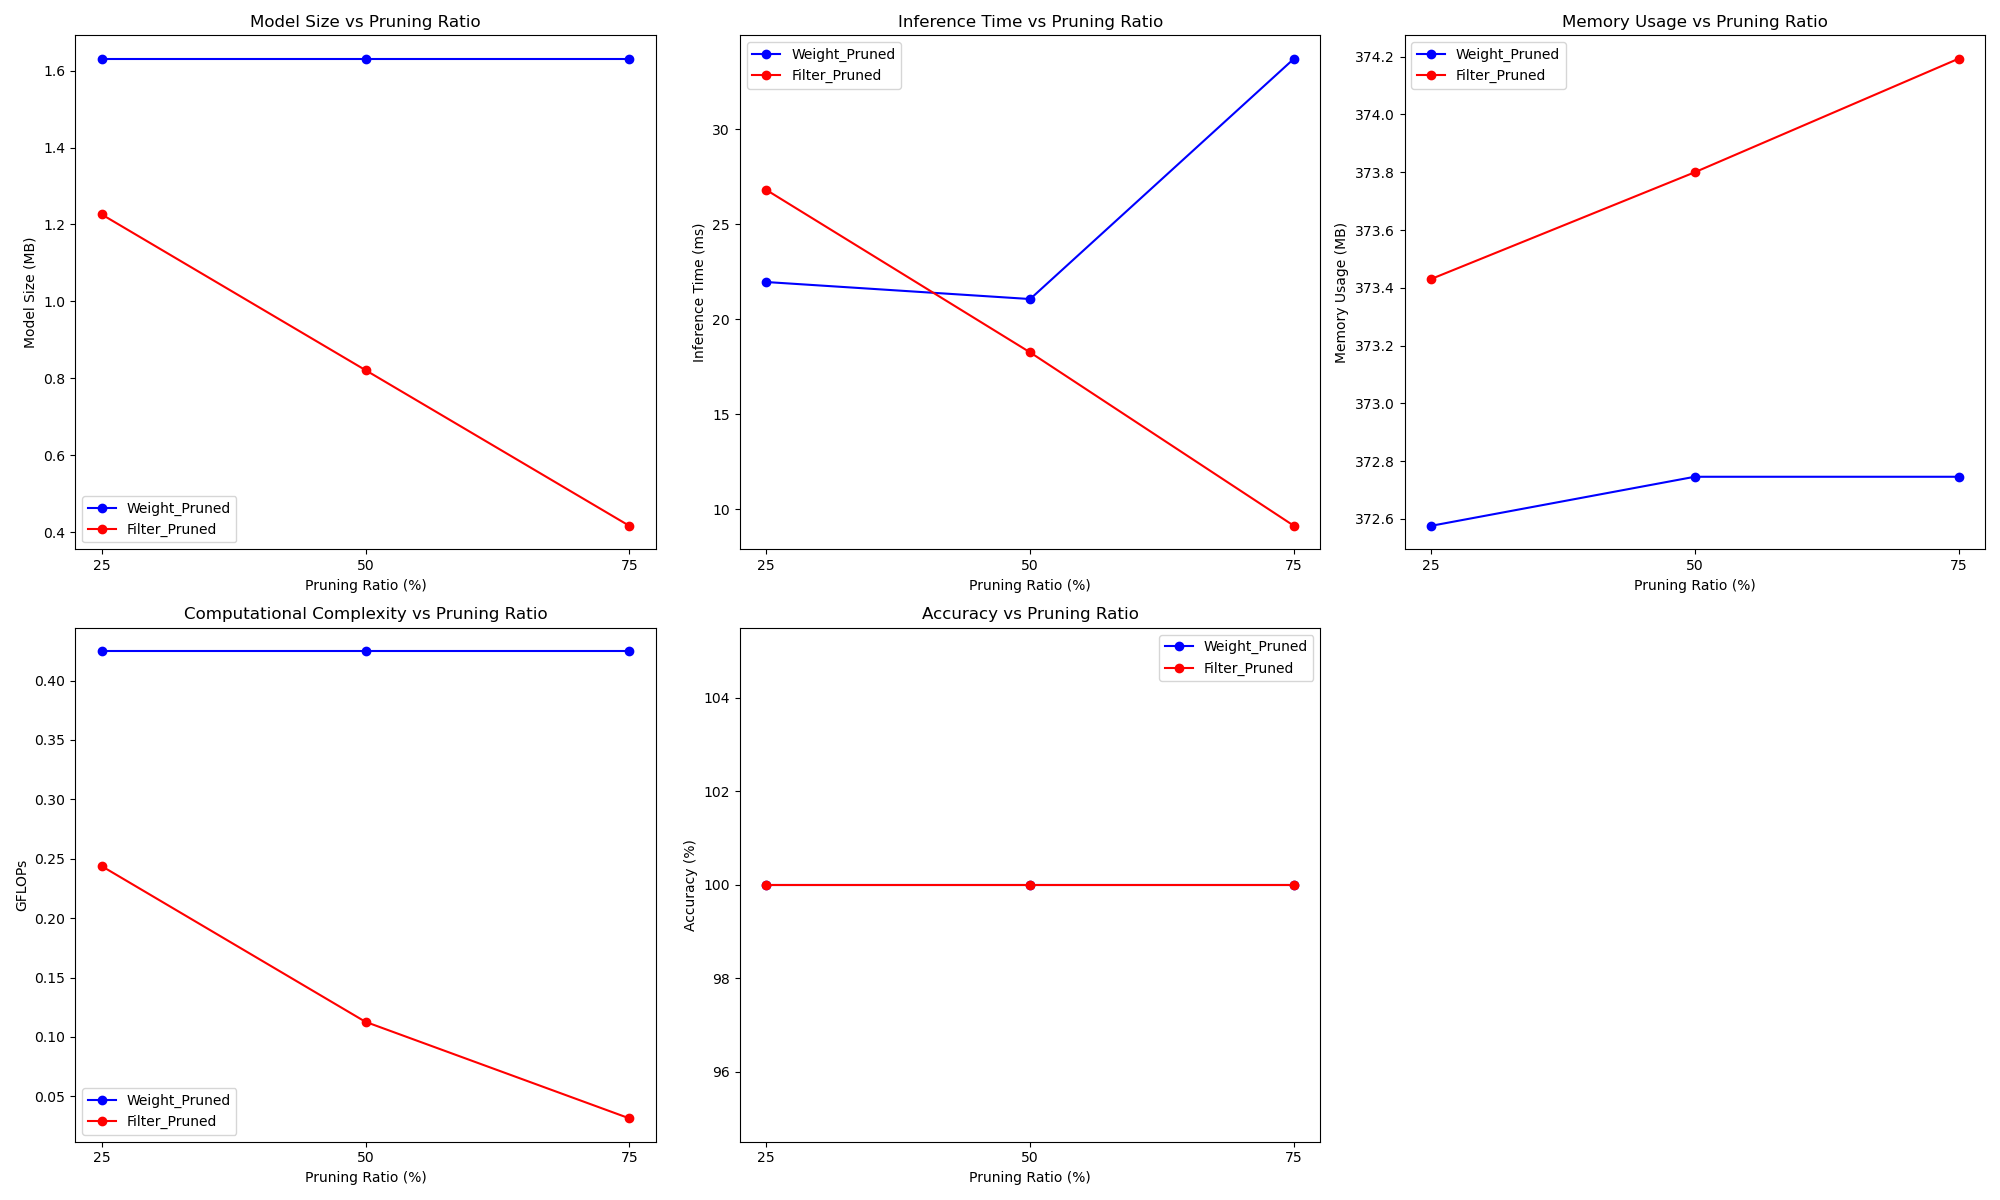 Model Size vs Pruning Ratio
Model Size (MB)
1.6
1.4
1.2
1.0
0.8
0.6
0.4
Weight_Pruned
Filter_Pruned
25
50
75
Pruning Ratio (%)
Inference Time vs Pruning Ratio
Inference Time (ms)
Weight_Pruned
Filter_Pruned
30
25
20
15
10
25
50
75
Pruning Ratio (%)
Memory Usage vs Pruning Ratio
Memory Usage (MB)
Weight_Pruned
Filter_Pruned
374.2
374.0
373.8
373.6
373.4
373.2
373.0
372.8
372.6
25
50
75
Pruning Ratio (%)
Computational Complexity vs Pruning Ratio
GFLOPs
0.40
0.35
0.30
0.25
0.20
0.15
0.10
0.05
Weight_Pruned
Filter_Pruned
25
50
75
Pruning Ratio (%)
Accuracy vs Pruning Ratio
Accuracy (%)
Weight_Pruned
Filter_Pruned
104
102
100
98
96
25
50
75
Pruning Ratio (%)